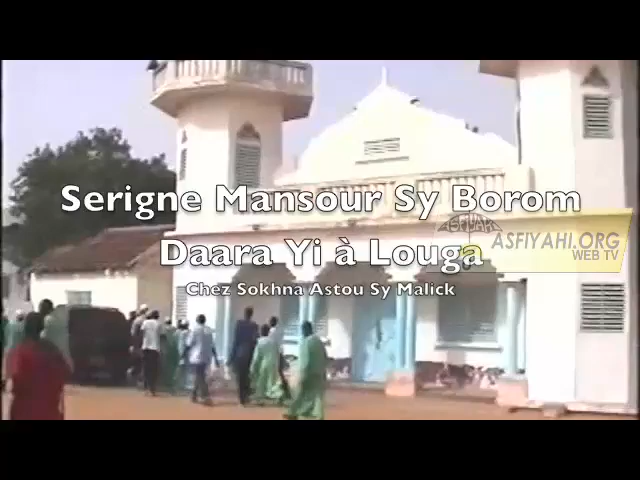 Serigne Mansour Sy Borom
Daara Yi à Louga
Chez Sokhna Astou Sy Malick
ASFIYAHI.ORG
WEB TV